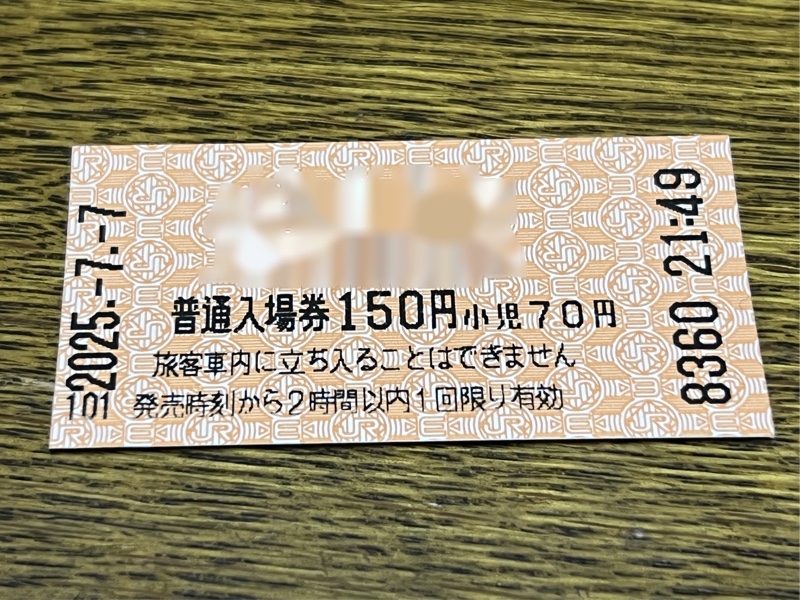 普通入場券150円小児70円
旅客車内に立ち入ることはできません
発売時刻から2時間以内1回限り有効
2025.-7.-7
101
8360 21:49